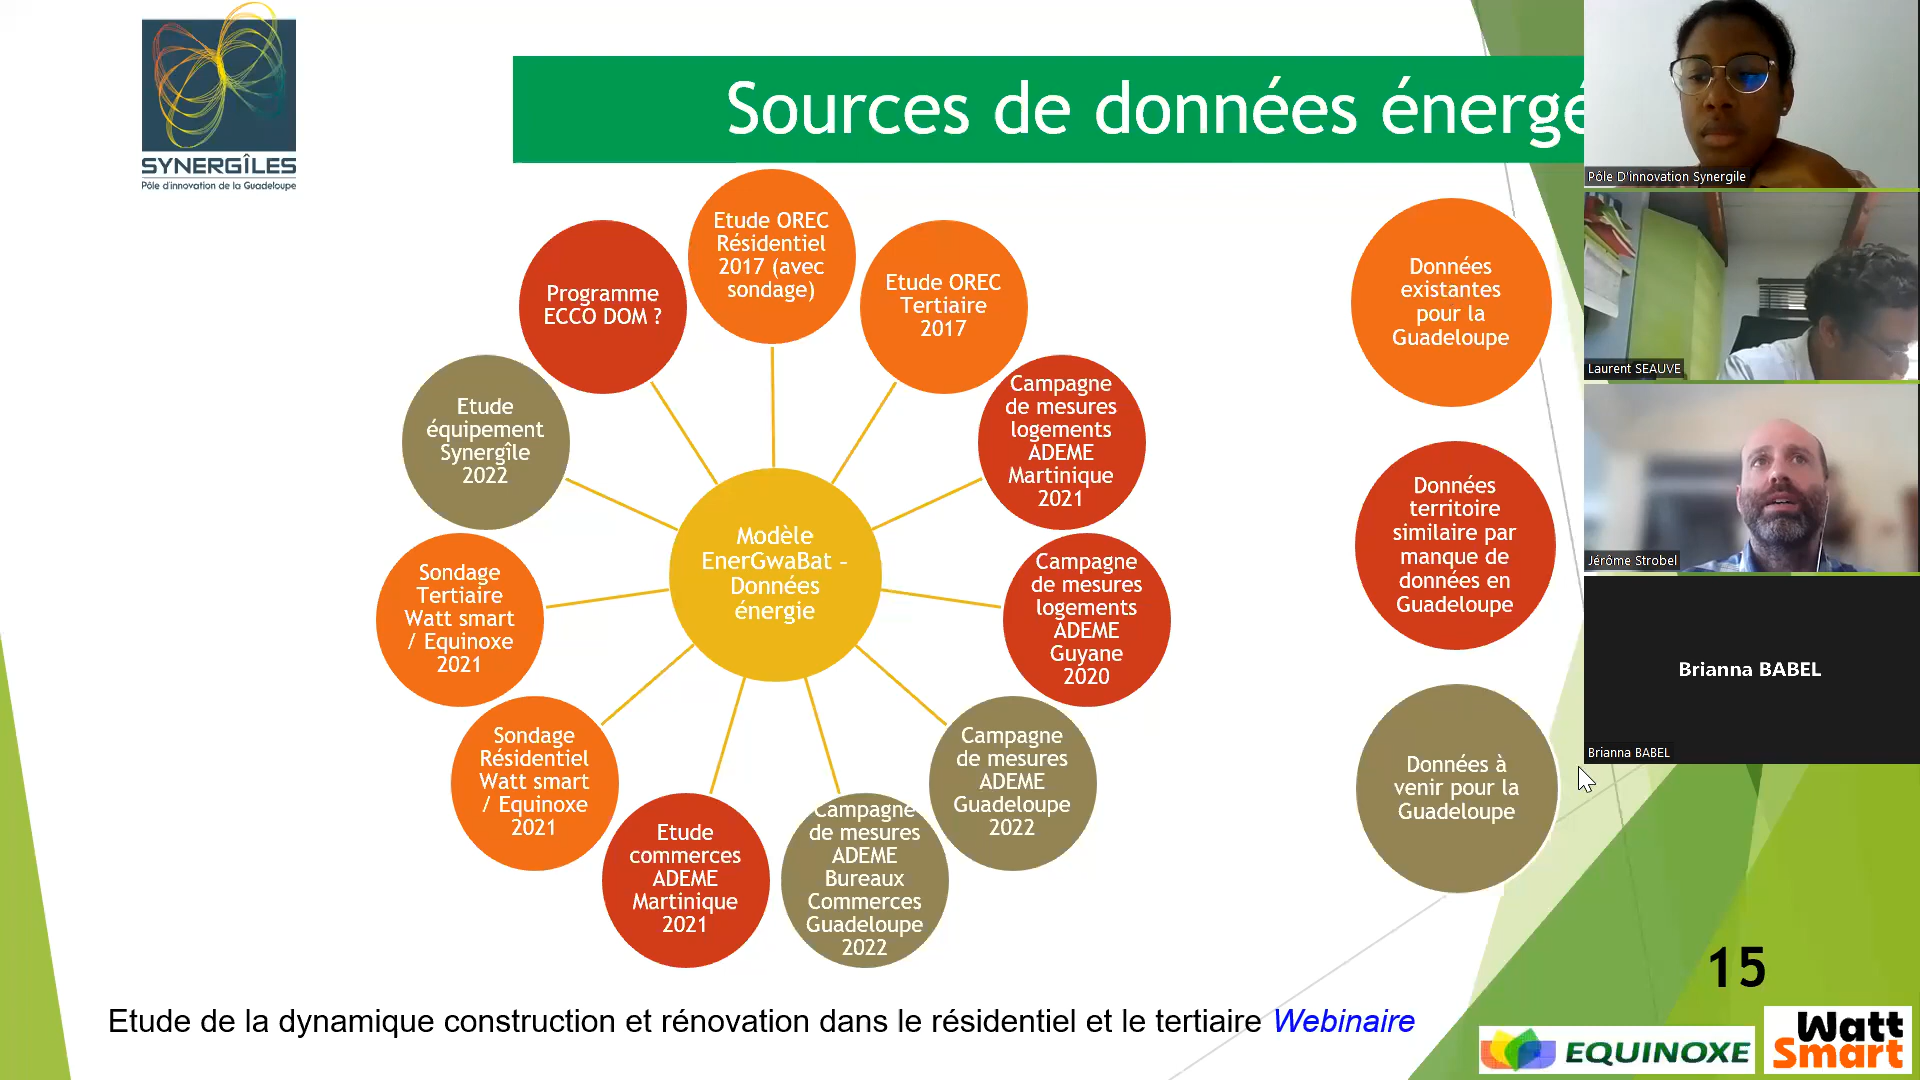 SYNERGÎLES
Pôle d'innovation de la Guadeloupe
Sources de données énergé
Etude OREC
Résidentiel
2017 (avec
sondage)
Etude OREC
Tertiaire
2017
Campagne
de mesures
logements
ADEME
Martinique
2021
Campagne
de mesures
logements
ADEME
Guyane
2020
Campagne
de mesures
ADEME
Guadeloupe
2022
Campagne
de mesures
ADEME
Bureaux
Commerces
Guadeloupe
2022
Etude
commerces
ADEME
Martinique
2021
Sondage
Résidentiel
Watt smart
/ Equinoxe
2021
Sondage
Tertiaire
Watt smart
/ Equinoxe
2021
Etude
équipement
Synergîle
2022
Programme
ECCO DOM ?
Modèle
EnerGwaBat –
Données
énergie
Données
existantes
pour la
Guadeloupe
Données
territoire
similaire par
manque de
données en
Guadeloupe
Données à
venir pour la
Guadeloupe
Pôle D'innovation Synergile
Laurent SEAUVE
Jérôme Strobel
Brianna BABEL
Brianna BABEL
15
Etude de la dynamique construction et rénovation dans le résidentiel et le tertiaire Webinaire
EQUINOXE
Watt
Smart